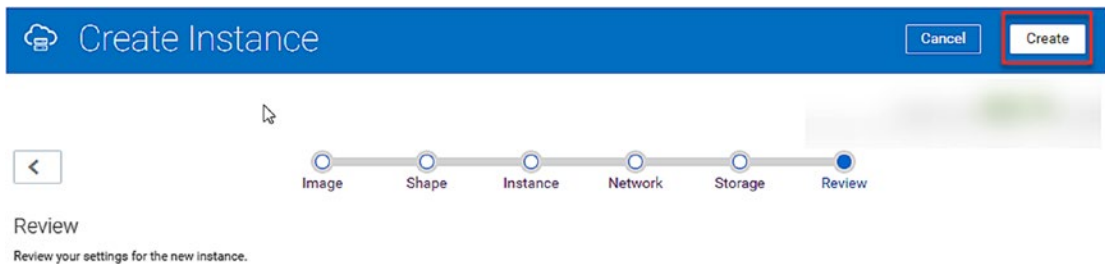 Create Instance
Cancel Create
Image Shape Instance Network Storage Review
Review
Review your settings for the new instance.